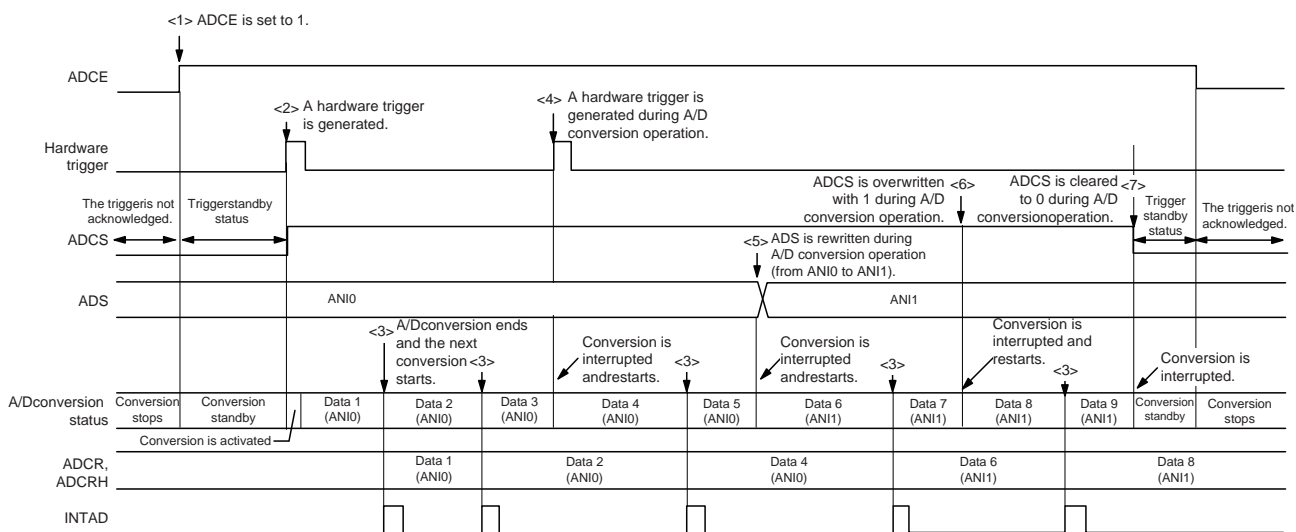 <1> ADCE is set to 1.
ADCE
<2> A hardware trigger
is generated.
<4> A hardware trigger is
generated during A/D
conversion operation.
Hardware
trigger
The triggeris not
acknowledged.
Triggerstandby
status
ADCS is overwritten <6>
with 1 during A/D
conversion operation.
ADCS is cleared <7>
to 0 during A/D
conversionoperation.
Trigger
standby
status
The triggeris not
acknowledged.
ADCS
<5> ADS is rewritten during
A/D conversion operation
(from ANI0 to ANI1).
ADS
ANI0
ANI1
<3> A/Dconversion ends
and the next
conversion <3>
starts.
Conversion is
interrupted
andrestarts.
<3>
Conversion is
interrupted
andrestarts.
<3>
Conversion is
interrupted and
restarts.
<3>
Conversion is
interrupted.
A/Dconversion
status
Conversion
stops
Conversion
standby
Data 1
(ANI0)
Data 2
(ANI0)
Data 3
(ANI0)
Data 4
(ANI0)
Data 5
(ANI0)
Data 6
(ANI1)
Data 7
(ANI1)
Data 8
(ANI1)
Data 9
(ANI1)
Conversion
standby
Conversion
stops
Conversion is activated
ADCR,
ADCRH
Data 1
(ANI0)
Data 2
(ANI0)
Data 4
(ANI0)
Data 6
(ANI1)
Data 8
(ANI1)
INTAD